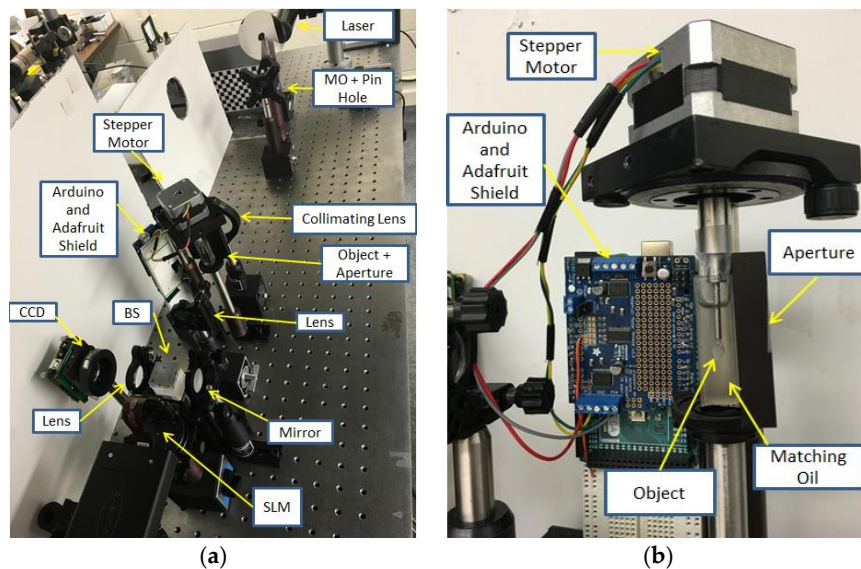 Laser
MO + Pin
Hole
Stepper
Motor
Arduino
and
Adafruit
Shield
Collimating Lens
Object +
Aperture
CCD
BS
Lens
Lens
Mirror
SLM
(a)
Stepper
Motor
Arduino
and
Adafruit
Shield
Aperture
Object
Matching
Oil
(b)